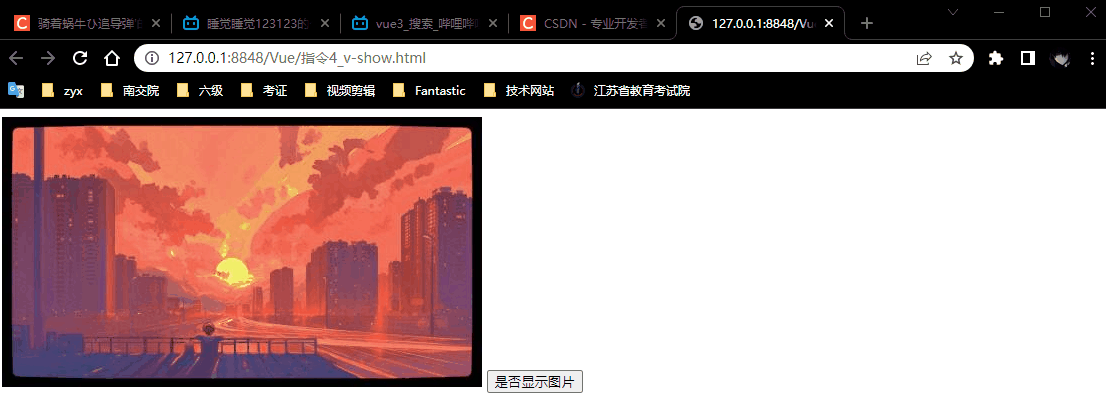 骑着蜗牛ひ追导弹'
睡觉睡觉123123的
vue3_搜索_哔哩哔
CSDN - 专业开发者
127.0.0.1:8848/Vu
127.0.0.1:8848/Vue/指令4_v-show.html
zyx
南交院
六级
考证
视频剪辑
Fantastic
技术网站
江苏省教育考试院
是否显示图片